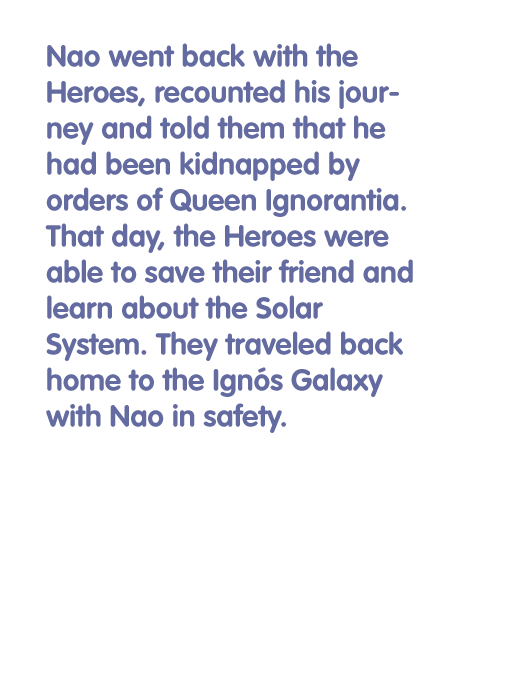 Nao went back with the
Heroes, recounted his jour-
ney and told them that he
had been kidnapped by
orders of Queen Ignorantia.
That day, the Heroes were
able to save their friend and
learn about the Solar
System. They traveled back
home to the Ignós Galaxy
with Nao in safety.